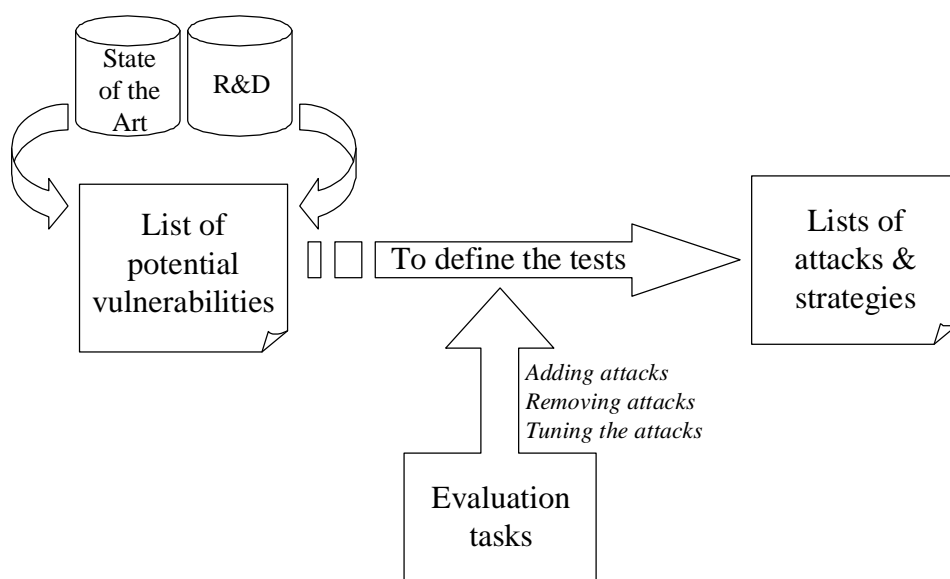 State
of the
Art
R&D
List of
potential
vulnerabilities
To define the tests
Lists of
attacks &
strategies
Adding attacks
Removing attacks
Tuning the attacks
Evaluation
tasks